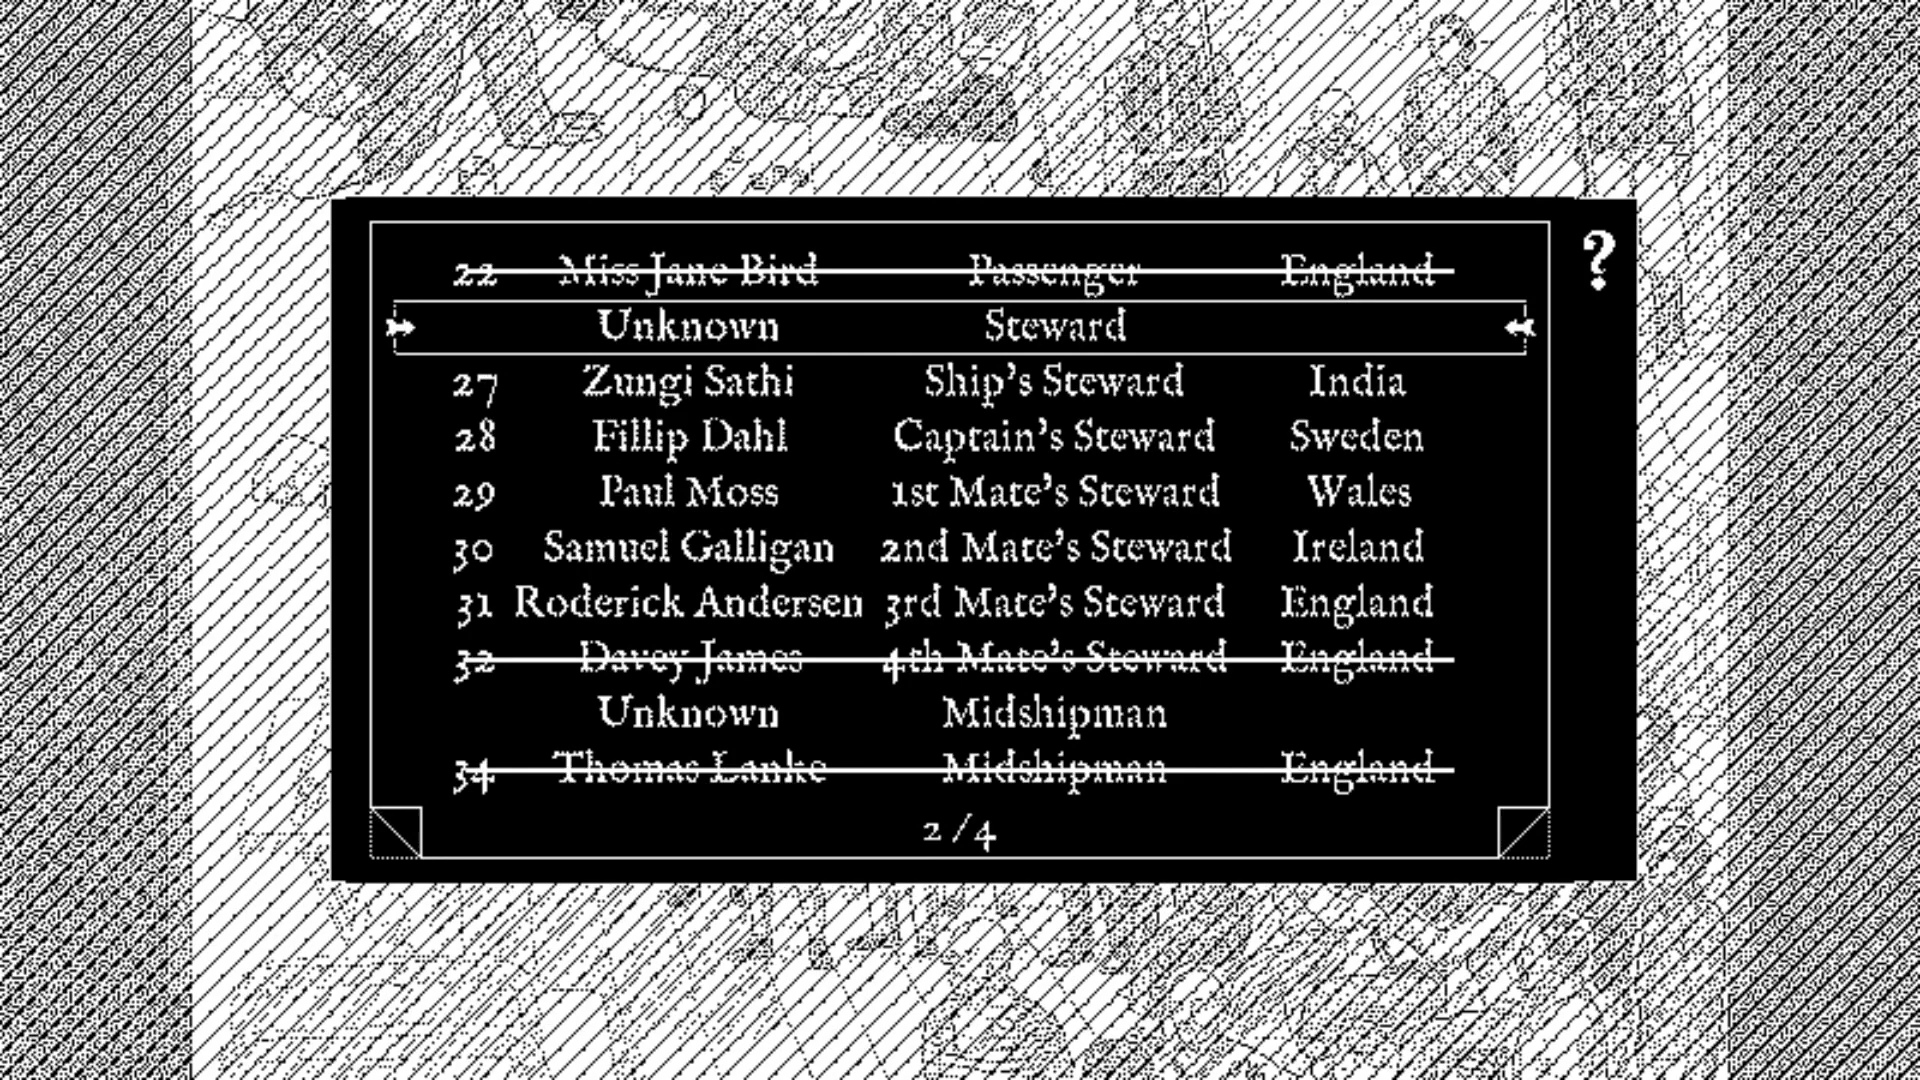 22 Miss Jane Bird Passenger England
?
Unknown Steward
27 Zungi Sathi Ship's Steward India
28 Fillip Dahl Captain's Steward Sweden
29 Paul Moss 1st Mate's Steward Wales
30 Samuel Galligan 2nd Mate's Steward Ireland
31 Roderick Andersen 3rd Mate's Steward England
32 Davey James 4th Mate's Steward England
Unknown Midshipman
34 Thomas Lanke Midshipman England
2 / 4